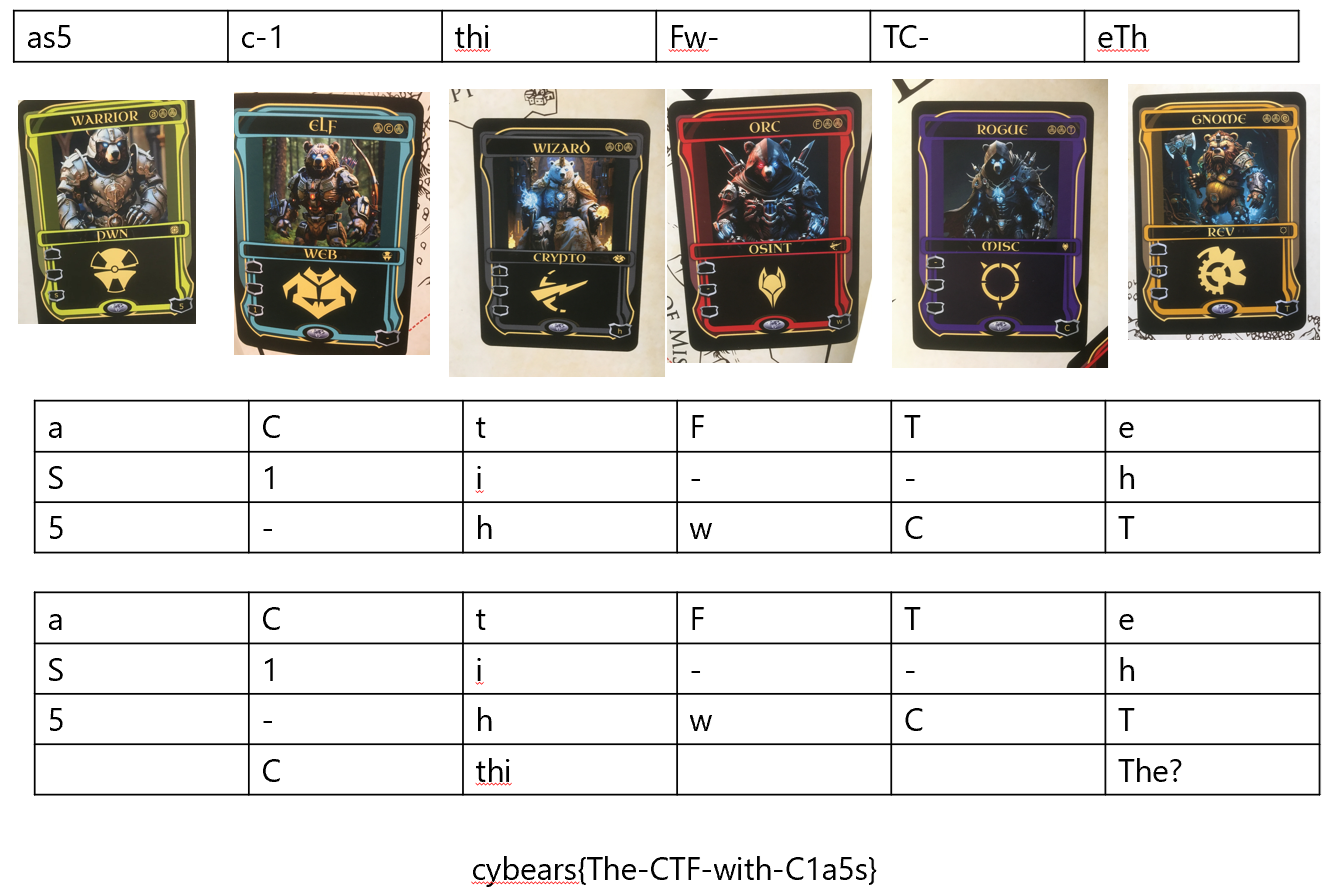 as5 c-1 thi Fw- TC- eTh
WARRIOR ELF WIZARD ORC ROGUE GNOME
PWN WEB CRYPTO OSINT MISC REV
S - h w C T
a C t F T e
S 1 i - - h
5 - h w C T
a C t F T e
S 1 i - - h
5 - h w C T
C thi The?
cybears{The-CTF-with-C1a5s}